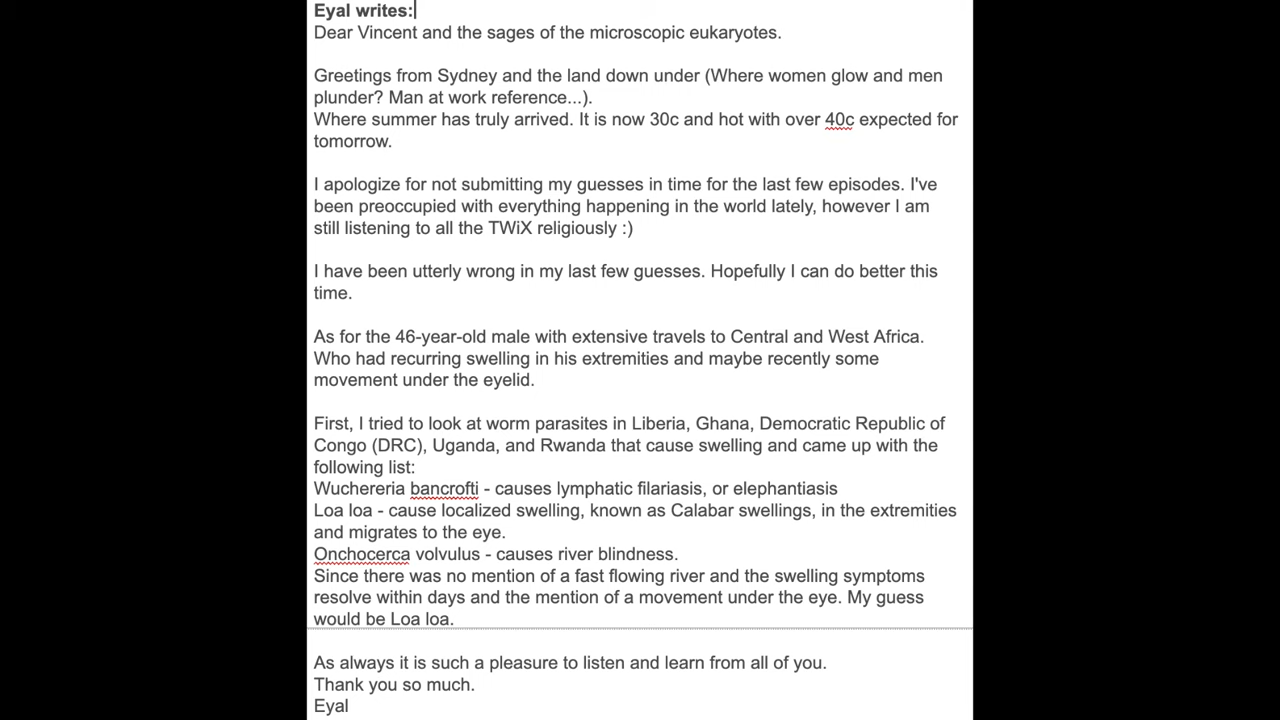 Eyal writes:
Dear Vincent and the sages of the microscopic eukaryotes.
Greetings from Sydney and the land down under (Where women glow and men
plunder? Man at work reference...).
Where summer has truly arrived. It is now 30c and hot with over 40c expected for
tomorrow.
I apologize for not submitting my guesses in time for the last few episodes. I've
been preoccupied with everything happening in the world lately, however I am
still listening to all the TWiX religiously :)
I have been utterly wrong in my last few guesses. Hopefully I can do better this
time.
As for the 46-year-old male with extensive travels to Central and West Africa.
Who had recurring swelling in his extremities and maybe recently some
movement under the eyelid.
First, I tried to look at worm parasites in Liberia, Ghana, Democratic Republic of
Congo (DRC), Uganda, and Rwanda that cause swelling and came up with the
following list:
Wuchereria bancrofti - causes lymphatic filariasis, or elephantiasis
Loa loa - cause localized swelling, known as Calabar swellings, in the extremities
and migrates to the eye.
Onchocerca volvulus - causes river blindness.
Since there was no mention of a fast flowing river and the swelling symptoms
resolve within days and the mention of a movement under the eye. My guess
would be Loa loa.
As always it is such a pleasure to listen and learn from all of you.
Thank you so much.
Eyal